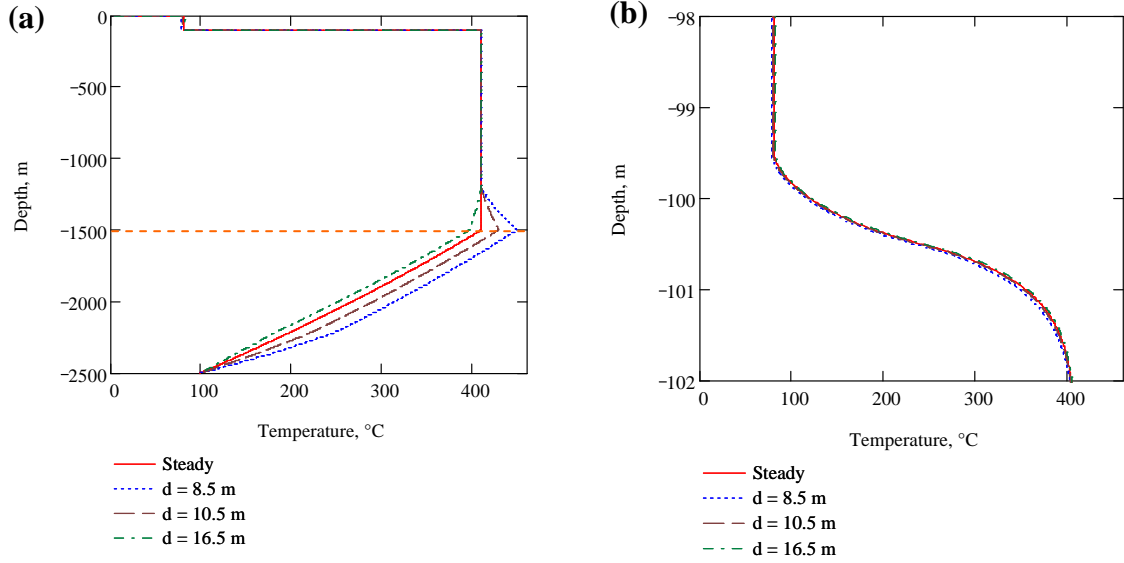 (a)
0
−500
−1000
−1500
−2000
−2500
Depth, m
0
100
200
300
400
Temperature, °C
Steady
d = 8.5 m
d = 10.5 m
d = 16.5 m
(b)
−98
−99
−100
−101
−102
Depth, m
0
100
200
300
400
Temperature, °C
Steady
d = 8.5 m
d = 10.5 m
d = 16.5 m